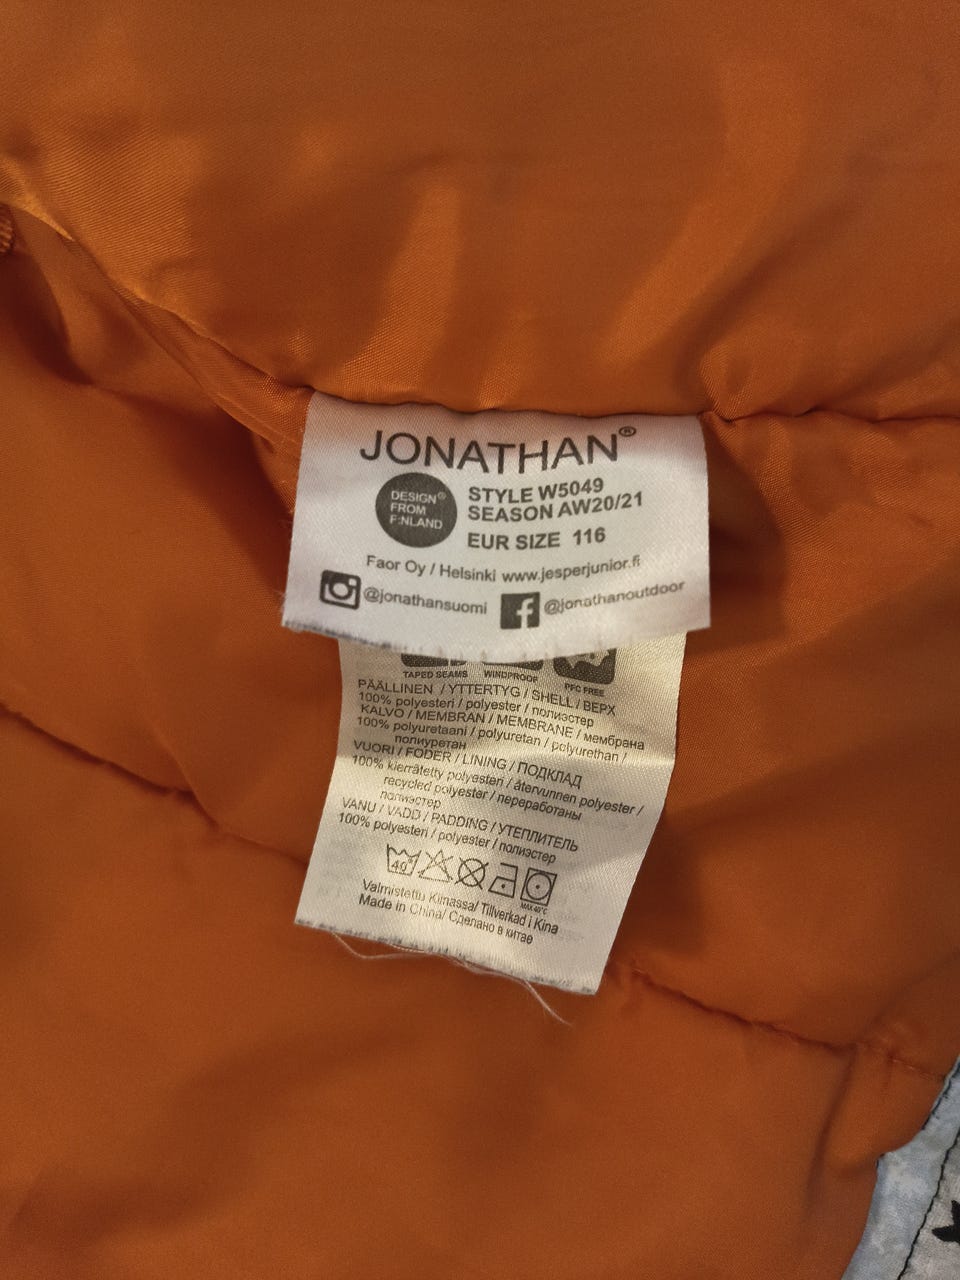 JONATHAN®
DESIGN®
FROM
F:NLAND
STYLE W5049
SEASON AW20/21
EUR SIZE 116
Faor Oy / Helsinki www.jesperjunior.fi
@jonathansuomi
@jonathanoutdoor
TAPED SEAMS WINDPROOF PFC FREE
PÄÄLLINEN / YTTERTYG / SHELL / ВЕРХ
100% polyesteri / polyester / полиэстер
KALVO / MEMBRAN / MEMBRANE / мембрана
100% polyuretaani / polyuretan / polyurethan /
полиуретан
VUORI / FODER / LINING / ПОДКЛАД
100% kierrätetty polyesteri / återvunnen polyester /
recycled polyester / переработаны
полиэстер
VANU / VADD / PADDING / УТЕПЛИТЕЛЬ
100% polyesteri / polyester / полиэстер
40°
MAX 40°C
Valmistettu Kiinassa/ Tillverkad i Kina
Made in China/ Сделано в китае